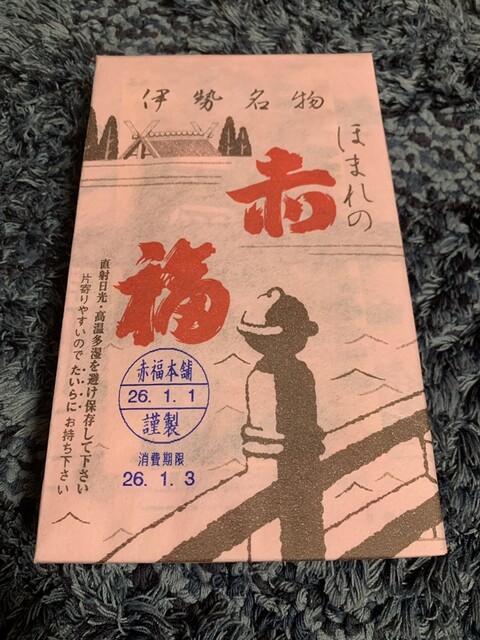 伊勢名物
ほまれの
赤
福
直射日光・高温多湿を避け保存して下さい
片寄りやすいのでたいらにお持ち下さい
赤福本舗
26.1.1
謹製
消費期限
26.1.3